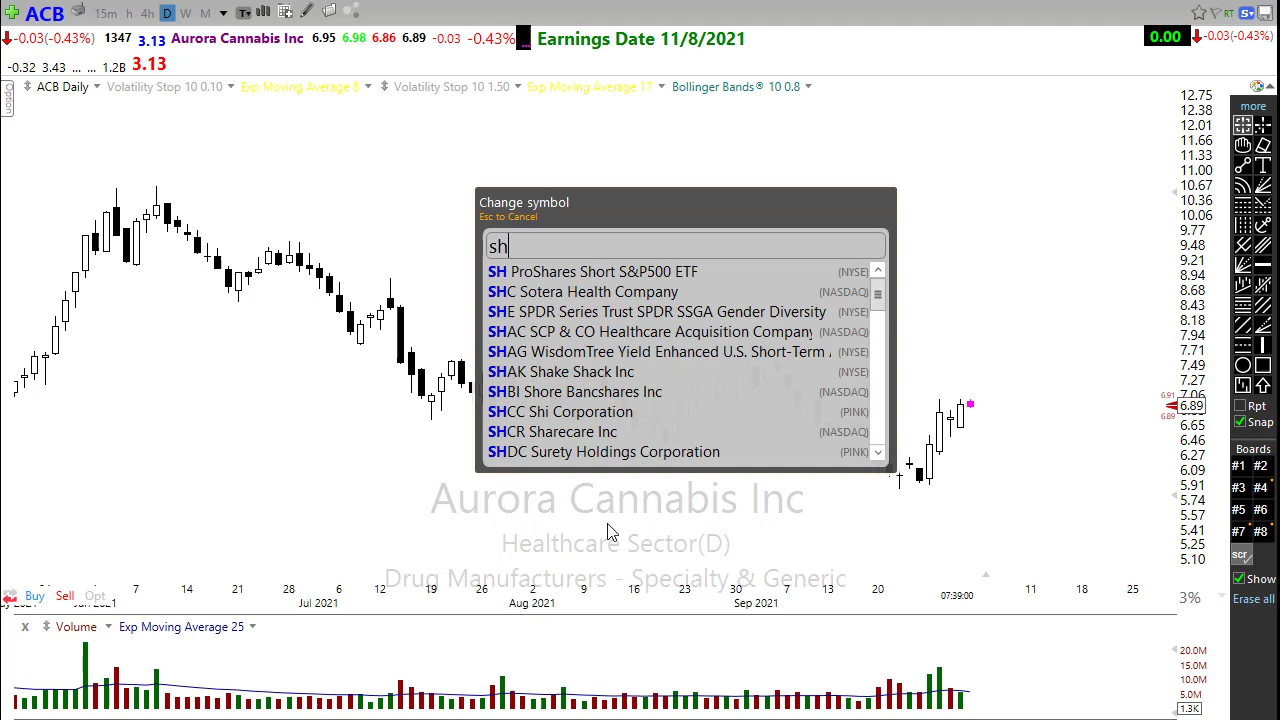 ACB 15m h 4h D W M T RT S
-0.03(-0.43%) 1347 3.13 Aurora Cannabis Inc 6.95 6.98 6.86 6.89 -0.03 -0.43% Earnings Date 11/8/2021 0.00 -0.03(-0.43%)
-0.32 3.43 ... ... 1.2B 3.13
Option
ACB Daily Volatility Stop 10 0.10 Exp Moving Average 8 Volatility Stop 10 1.50 Exp Moving Average 17 Bollinger Bands® 10 0.8
Change symbol
Esc to Cancel
sh
SH ProShares Short S&P500 ETF (NYSE)
SHC Sotera Health Company (NASDAQ)
SHE SPDR Series Trust SPDR SSGA Gender Diversity (NYSE)
SHAC SCP & CO Healthcare Acquisition Company (NASDAQ)
SHAG WisdomTree Yield Enhanced U.S. Short-Term (NYSE)
SHAK Shake Shack Inc (NYSE)
SHBI Shore Bancshares Inc (NASDAQ)
SHCC Shi Corporation (PINK)
SHCR Sharecare Inc (NASDAQ)
SHDC Surety Holdings Corporation (PINK)
Aurora Cannabis Inc
Healthcare Sector(D)
Drug Manufacturers - Specialty & Generic
12.75
12.38
12.01
11.66
11.33
11.00
10.67
10.36
10.06
9.77
9.48
9.21
8.94
8.68
8.43
8.18
7.94
7.71
7.49
7.27
7.06
6.91
6.89
6.89
6.65
6.46
6.27
6.09
5.91
5.74
5.57
5.41
5.25
5.10
3%
more
T
Rpt
Snap
Boards
#1 #2
#3 #4
#5 #6
#7 #8
scr
Show
Erase all
Buy Sell Opt
7 14 21 28 6 13 19 26 2 9 16 23 30 7 13 20 07:39:00 11 18 25
2021 Jul 2021 Aug 2021 Sep 2021
X Volume Exp Moving Average 25
20.0M
15.0M
10.0M
5.0M
1.3K